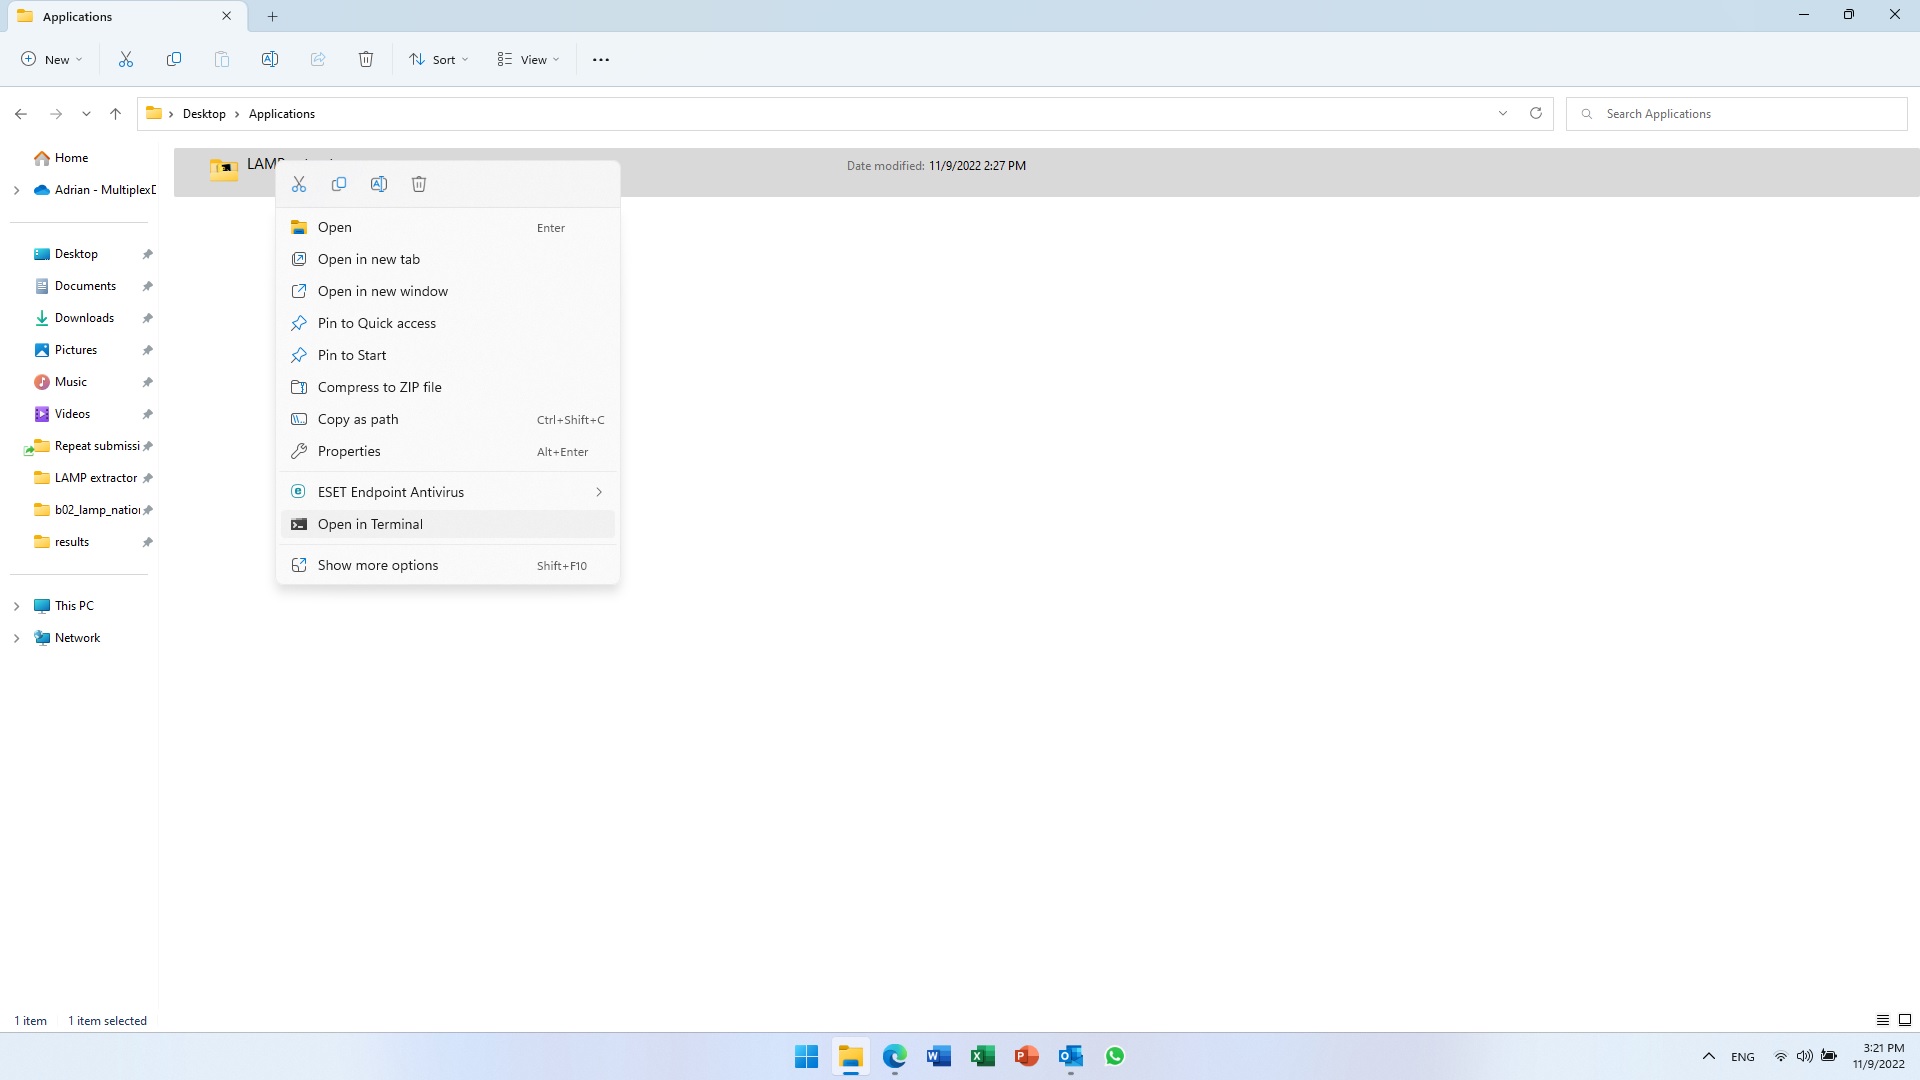 Applications
New
Sort
View
Desktop
Applications
Search Applications
Home
Adrian - Multiplex
Desktop
Documents
Downloads
Pictures
Music
Videos
Repeat submissi
LAMP extractor
b02_lamp_natio
results
This PC
Network
LAMP
Date modified: 11/9/2022 2:27 PM
Open Enter
Open in new tab
Open in new window
Pin to Quick access
Pin to Start
Compress to ZIP file
Copy as path Ctrl+Shift+C
Properties Alt+Enter
ESET Endpoint Antivirus
Open in Terminal
Show more options Shift+F10
1 item 1 item selected
ENG
3:21 PM
11/9/2022